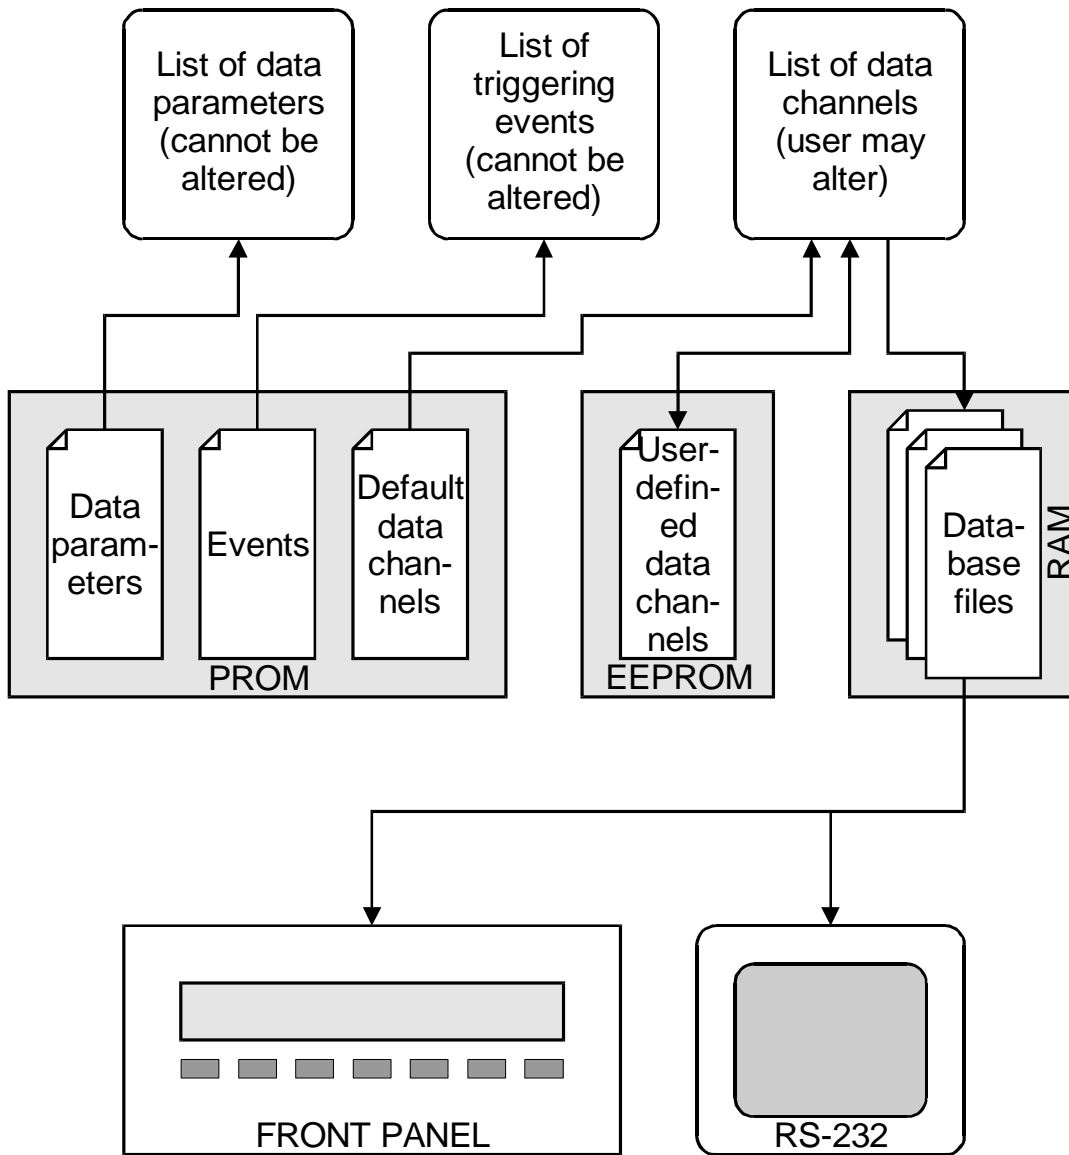 List of data
parameters
(cannot be
altered)
List of
triggering
events
(cannot be
altered)
List of data
channels
(user may
alter)
Data
param-
eters
Events
Default
data
chan-
nels
PROM
User-
defin-
ed
data
chan-
nels
EEPROM
Data-
base
files
RAM
FRONT PANEL
RS-232